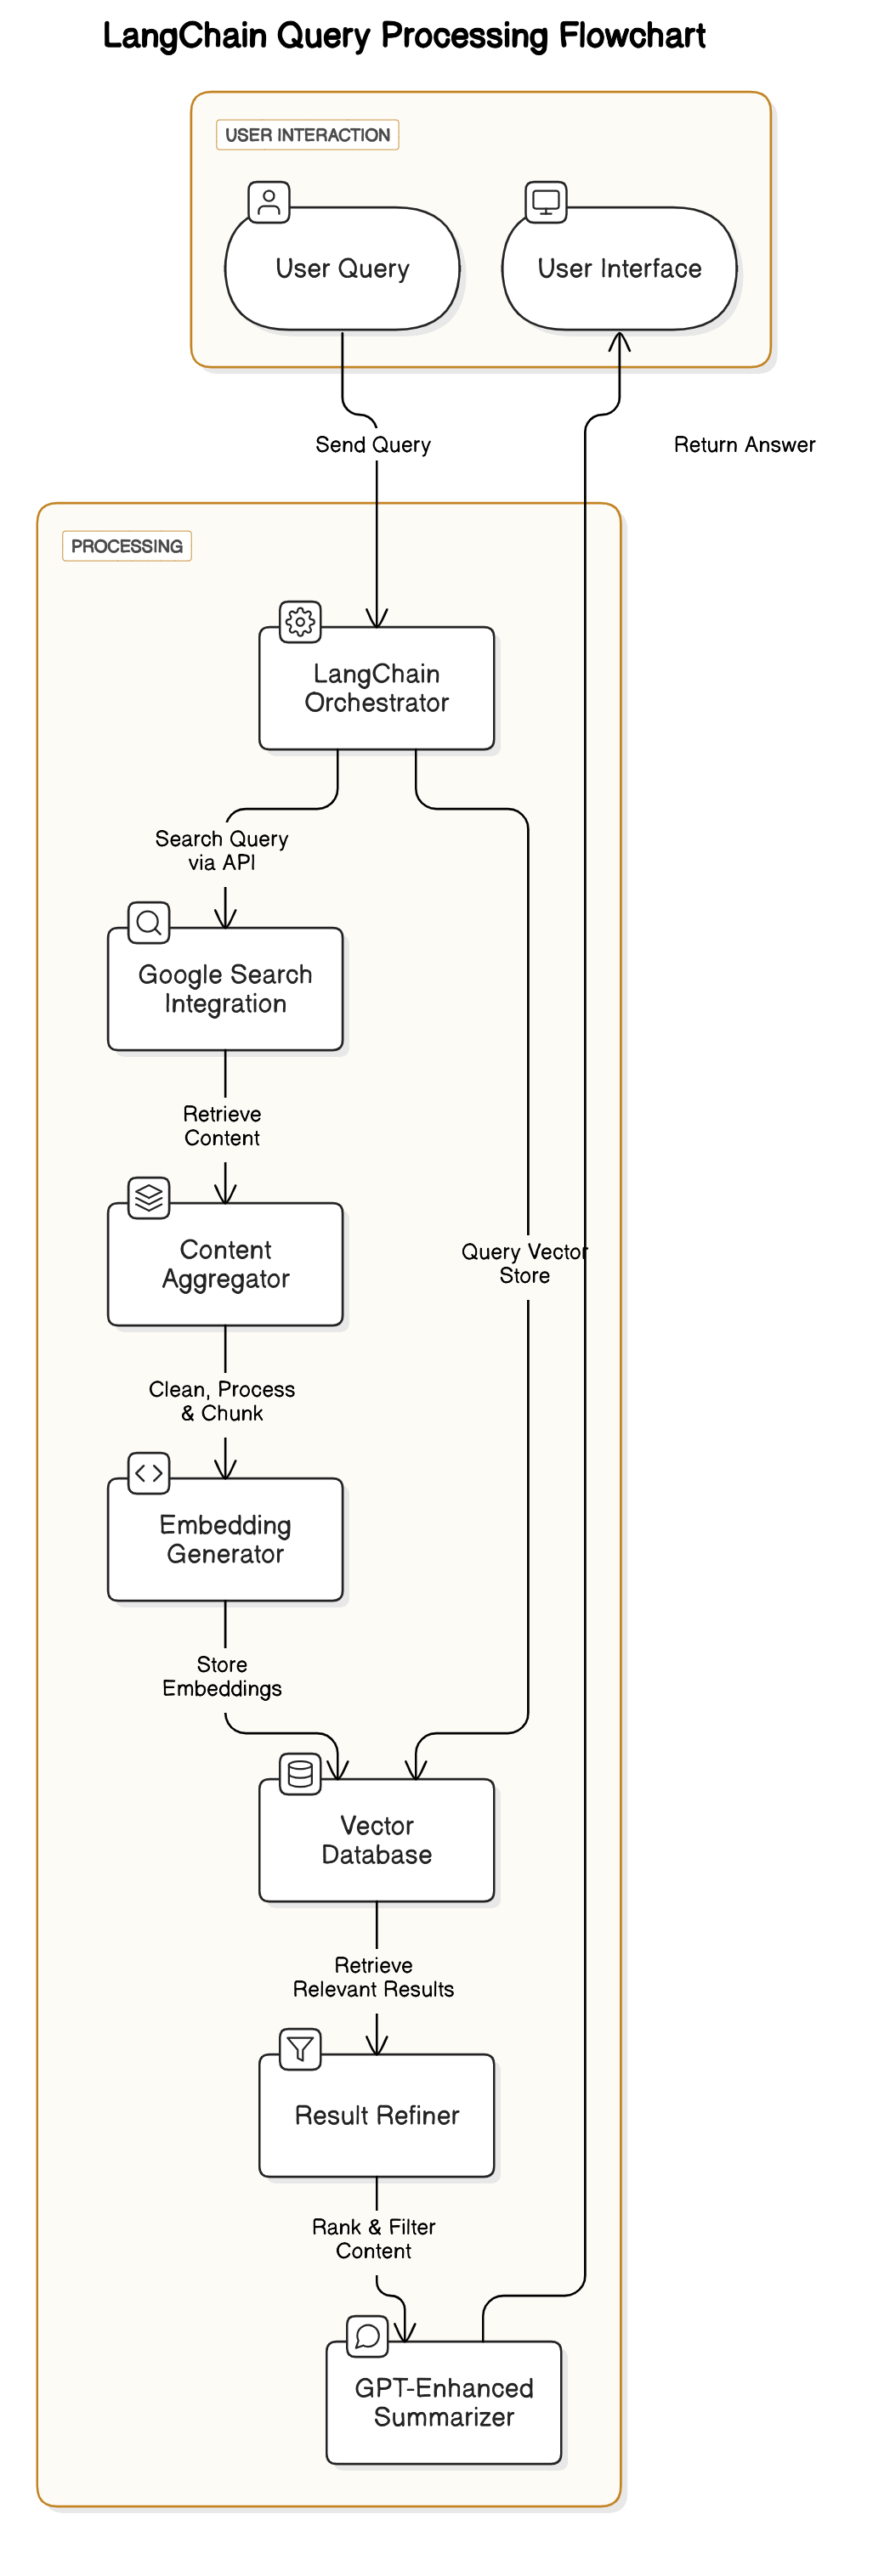 LangChain Query Processing Flowchart
USER INTERACTION
User Query
User Interface
Send Query
Return Answer
PROCESSING
LangChain
Orchestrator
Search Query
via API
Google Search
Integration
Retrieve
Content
Content
Aggregator
Query Vector
Store
Clean, Process
& Chunk
Embedding
Generator
Store
Embeddings
Vector
Database
Retrieve
Relevant Results
Result Refiner
Rank & Filter
Content
GPT-Enhanced
Summarizer